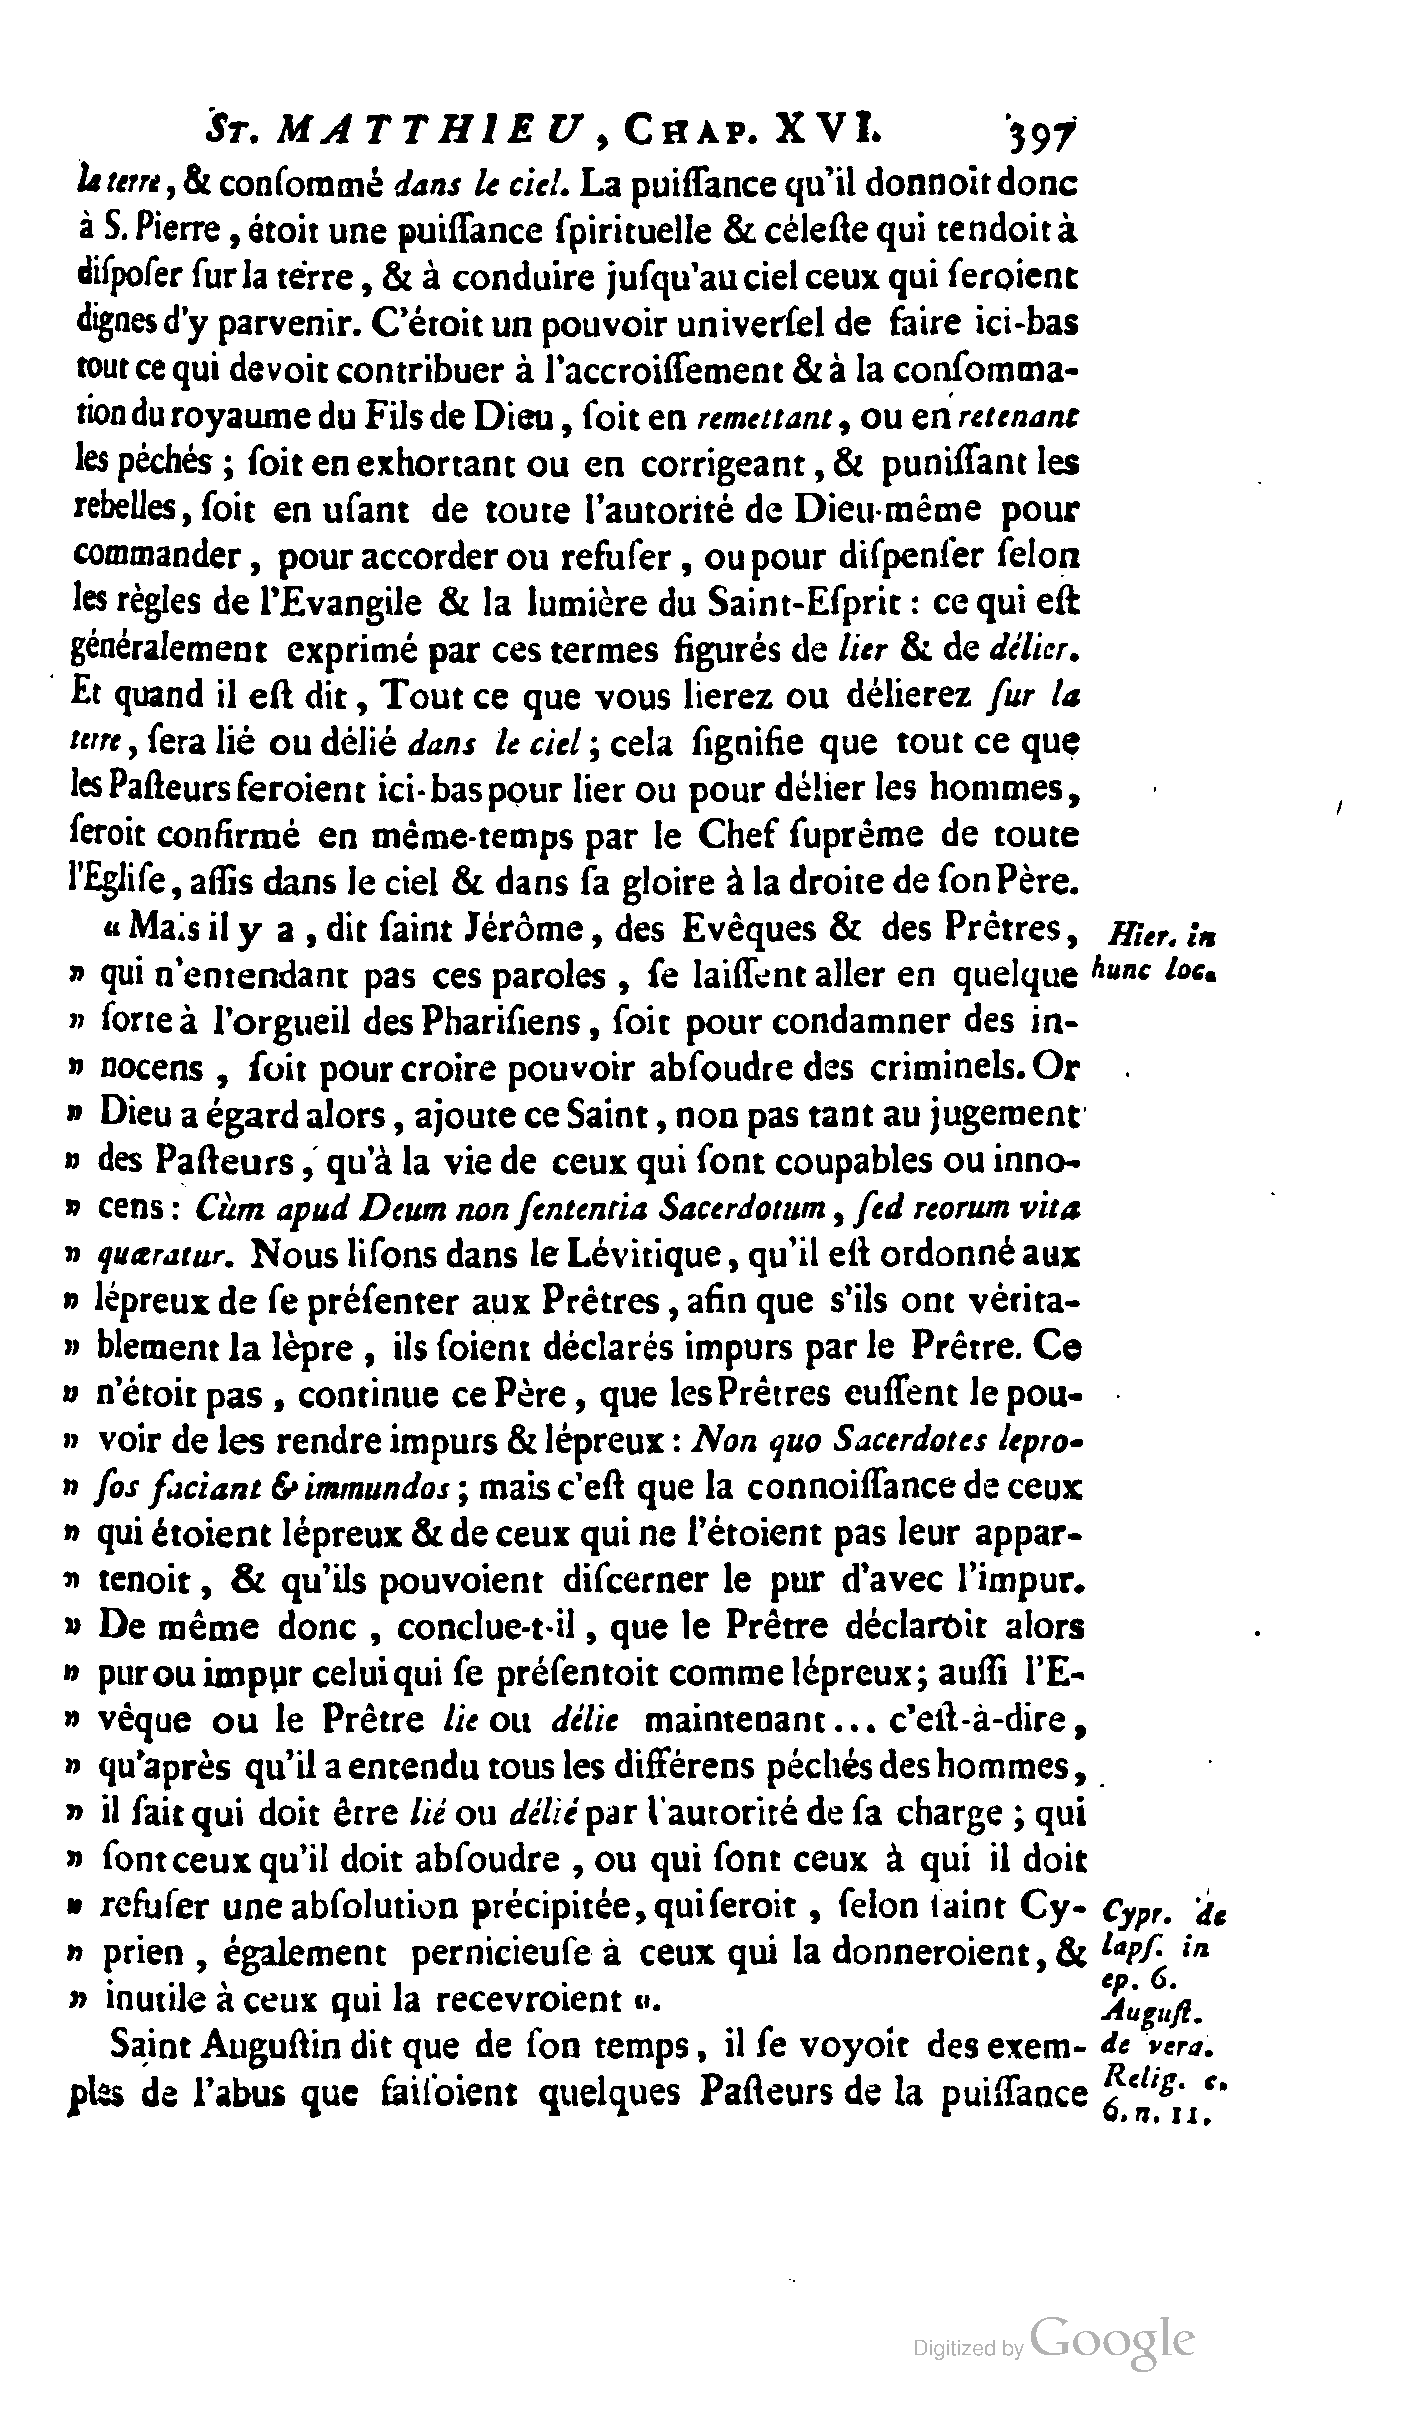 ST. MATTHIEU, CHAP. XVI. 397
la terre, & conſommé dans le ciel. La puiſſance qu'il donnoit donc
à S. Pierre, étoit une puiſſance ſpirituelle & céleſte qui tendoit à
diſpoſer ſur la terre, & à conduire juſqu'au ciel ceux qui ſeroient
dignes d'y parvenir. C'étoit un pouvoir univerſel de faire ici-bas
tout ce qui devoit contribuer à l'accroiſſement & à la conſomma-
tion du royaume du Fils de Dieu, ſoit en remettant, ou en retenant
les péchés ; ſoit en exhortant ou en corrigeant, & puniſſant les
rebelles, ſoit en uſant de toute l'autorité de Dieu-même pour
commander, pour accorder ou refuſer, ou pour diſpenſer ſelon
les règles de l'Evangile & la lumière du Saint-Eſprit : ce qui eſt
généralement exprimé par ces termes figurés de lier & de délier.
Et quand il eſt dit, Tout ce que vous lierez ou délierez ſur la
terre, ſera lié ou délié dans le ciel ; cela ſignifie que tout ce que
les Paſteurs feroient ici-bas pour lier ou pour délier les hommes,
ſeroit confirmé en même-temps par le Chef ſuprême de toute
l'Egliſe, aſſis dans le ciel & dans ſa gloire à la droite de ſon Père.
« Mais il y a, dit ſaint Jérôme, des Evêques & des Prêtres, Hier. in
» qui n'entendant pas ces paroles, ſe laiſſent aller en quelque hunc loc.
» ſorte à l'orgueil des Phariſiens, ſoit pour condamner des in-
» nocens, ſoit pour croire pouvoir abſoudre des criminels. Or
» Dieu a égard alors, ajoute ce Saint, non pas tant au jugement
» des Paſteurs, qu'à la vie de ceux qui ſont coupables ou inno-
» cens : Cùm apud Deum non ſententia Sacerdotum, ſed reorum vita
» quæratur. Nous liſons dans le Lévitique, qu'il eſt ordonné aux
» lépreux de ſe préſenter aux Prêtres, afin que s'ils ont vérita-
» blement la lèpre, ils ſoient déclarés impurs par le Prêtre. Ce
» n'étoit pas, continue ce Père, que les Prêtres euſſent le pou-
» voir de les rendre impurs & lépreux : Non quo Sacerdotes lepro-
» ſos faciant & immundos ; mais c'eſt que la connoiſſance de ceux
» qui étoient lépreux & de ceux qui ne l'étoient pas leur appar-
» tenoit, & qu'ils pouvoient diſcerner le pur d'avec l'impur.
» De même donc, conclue-t-il, que le Prêtre déclaroit alors
» pur ou impur celui qui ſe préſentoit comme lépreux ; auſſi l'E-
» vêque ou le Prêtre lie ou délie maintenant... c'eſt-à-dire,
» qu'après qu'il a entendu tous les différens péchés des hommes,
» il ſait qui doit être lié ou délié par l'autorité de ſa charge ; qui
» ſont ceux qu'il doit abſoudre, ou qui ſont ceux à qui il doit
» refuſer une abſolution précipitée, qui ſeroit, ſelon ſaint Cy- Cypr. de
» prien, également pernicieuſe à ceux qui la donneroient, & lapſ. in
ep. 6.
» inutile à ceux qui la recevroient ».
Auguſt.
Saint Auguſtin dit que de ſon temps, il ſe voyoit des exem- de vera.
ples de l'abus que faiſoient quelques Paſteurs de la puiſſance Relig. c.
6. n. 11.
Digitized by Google